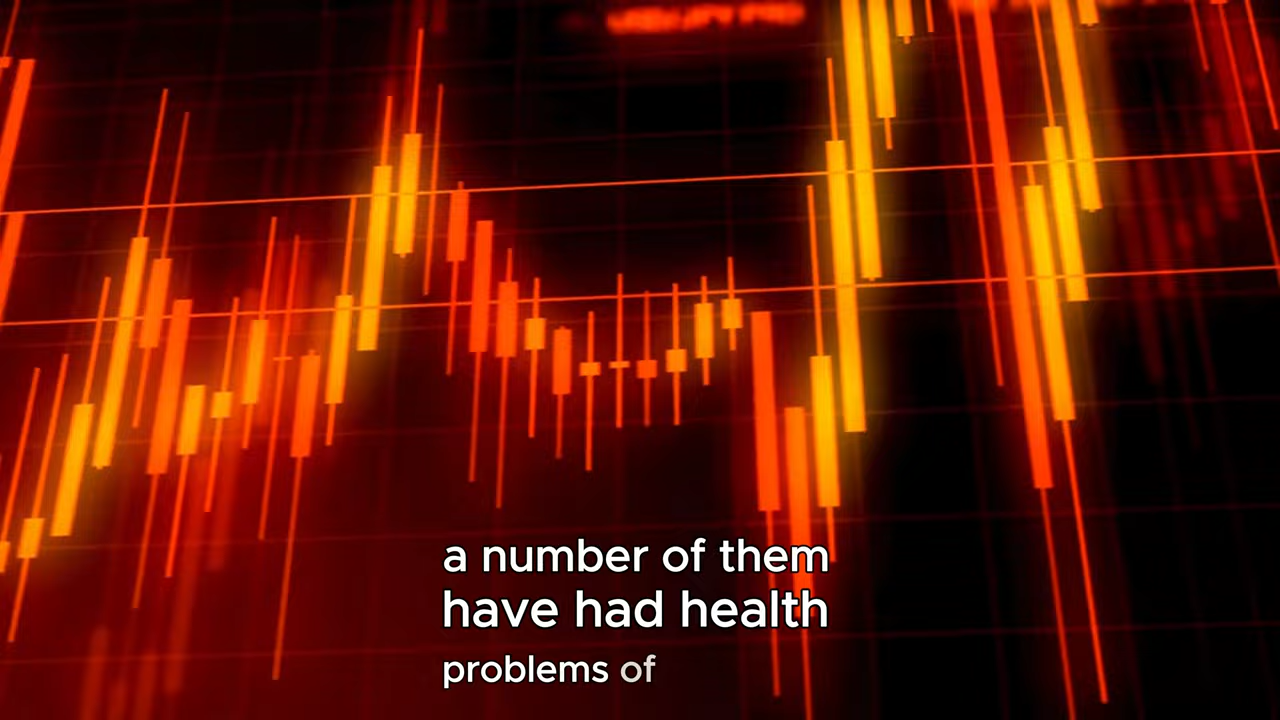 a number of them
have had health
problems of